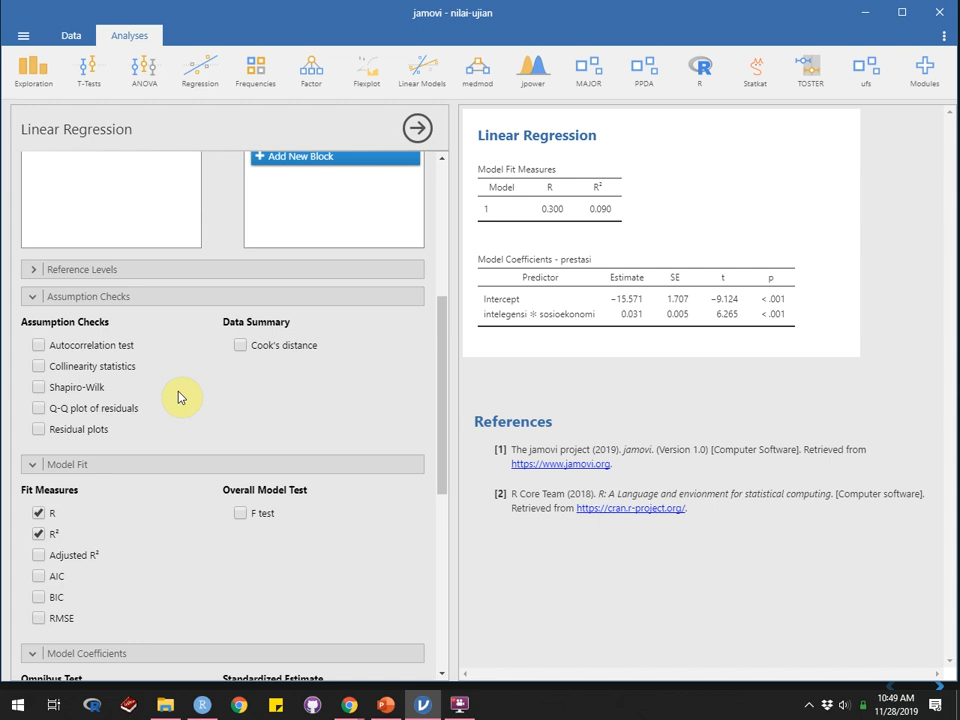 jamovi - nilai-ujian
Data
Analyses
Exploration
T-Tests
ANOVA
Regression
Frequencies
Factor
Flexplot
Linear Models
medmod
jpower
MAJOR
PPDA
R
Statkat
TOSTER
ufs
Modules
Linear Regression
+ Add New Block
Reference Levels
Assumption Checks
Assumption Checks
Data Summary
Autocorrelation test
Cook's distance
Collinearity statistics
Shapiro-Wilk
Q-Q plot of residuals
Residual plots
Model Fit
Fit Measures
Overall Model Test
R
F test
R²
Adjusted R²
AIC
BIC
RMSE
Model Coefficients
Omnibus Test
Standardized Estimate
Linear Regression
Model Fit Measures
Model R R²
1 0.300 0.090
Model Coefficients - prestasi
Predictor Estimate SE t p
Intercept −15.571 1.707 −9.124 < .001
intelegensi ✻ sosioekonomi 0.031 0.005 6.265 < .001
References
[1] The jamovi project (2019). jamovi. (Version 1.0) [Computer Software]. Retrieved from
https://www.jamovi.org.
[2] R Core Team (2018). R: A Language and envionment for statistical computing. [Computer software].
Retrieved from https://cran.r-project.org/.
10:49 AM
11/28/2019